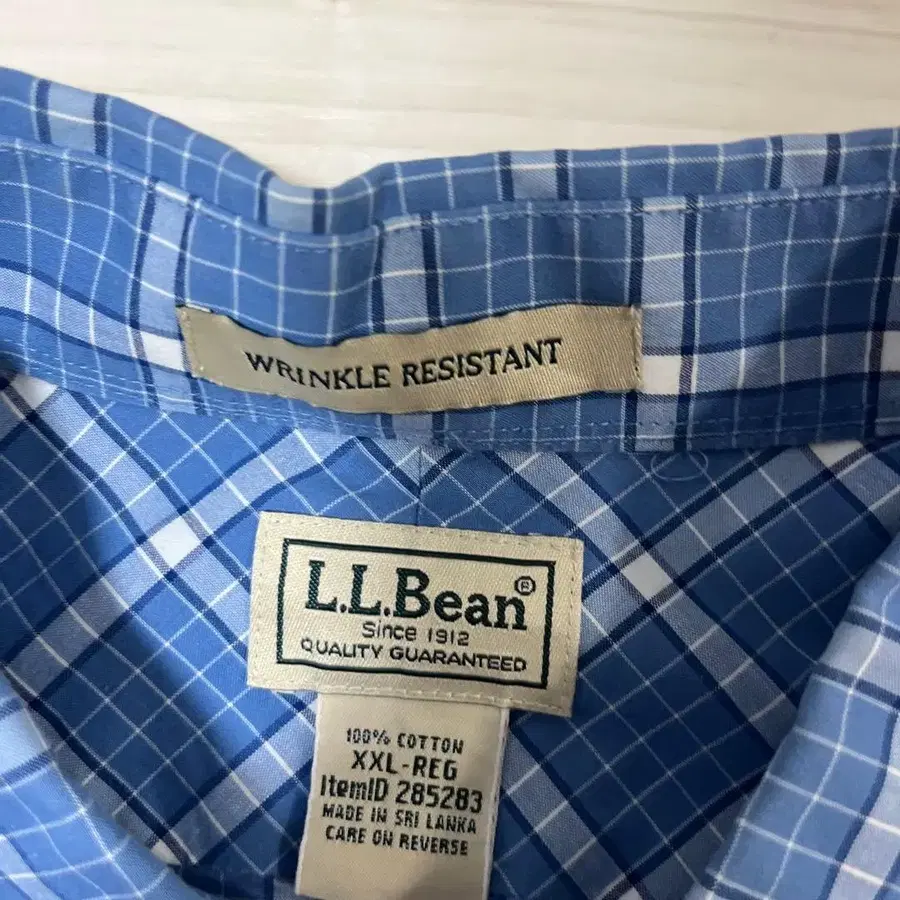 WRINKLE RESISTANT
L.L.Bean®
Since 1912
QUALITY GUARANTEED
100% COTTON
XXL-REG
ItemID 285283
MADE IN SRI LANKA
CARE ON REVERSE